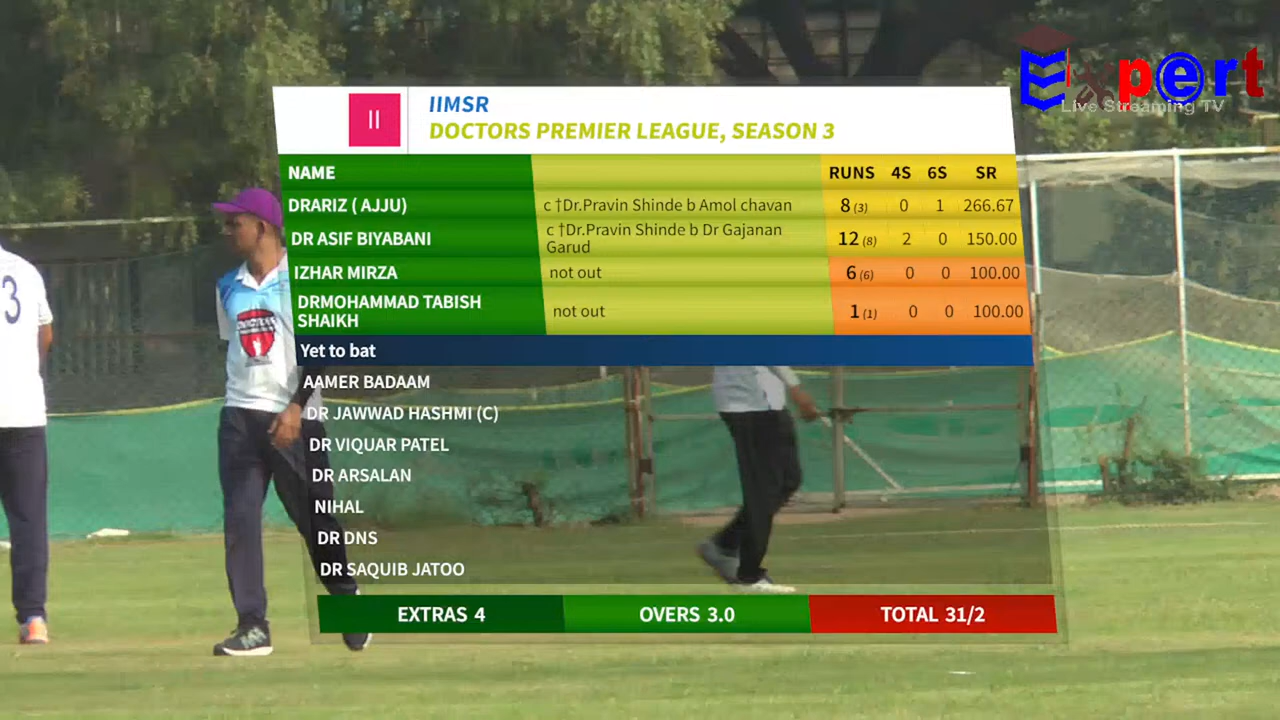 Expert
Live Streaming TV
II
IIMSR
DOCTORS PREMIER LEAGUE, SEASON 3
NAME RUNS 4S 6S SR
DRARIZ ( AJJU) c †Dr.Pravin Shinde b Amol chavan 8 (3) 0 1 266.67
DR ASIF BIYABANI c †Dr.Pravin Shinde b Dr Gajanan
Garud 12 (8) 2 0 150.00
IZHAR MIRZA not out 6 (6) 0 0 100.00
DRMOHAMMAD TABISH
SHAIKH not out 1 (1) 0 0 100.00
Yet to bat
AAMER BADAAM
DR JAWWAD HASHMI (C)
DR VIQUAR PATEL
DR ARSALAN
NIHAL
DR DNS
DR SAQUIB JATOO
EXTRAS 4 OVERS 3.0 TOTAL 31/2
3